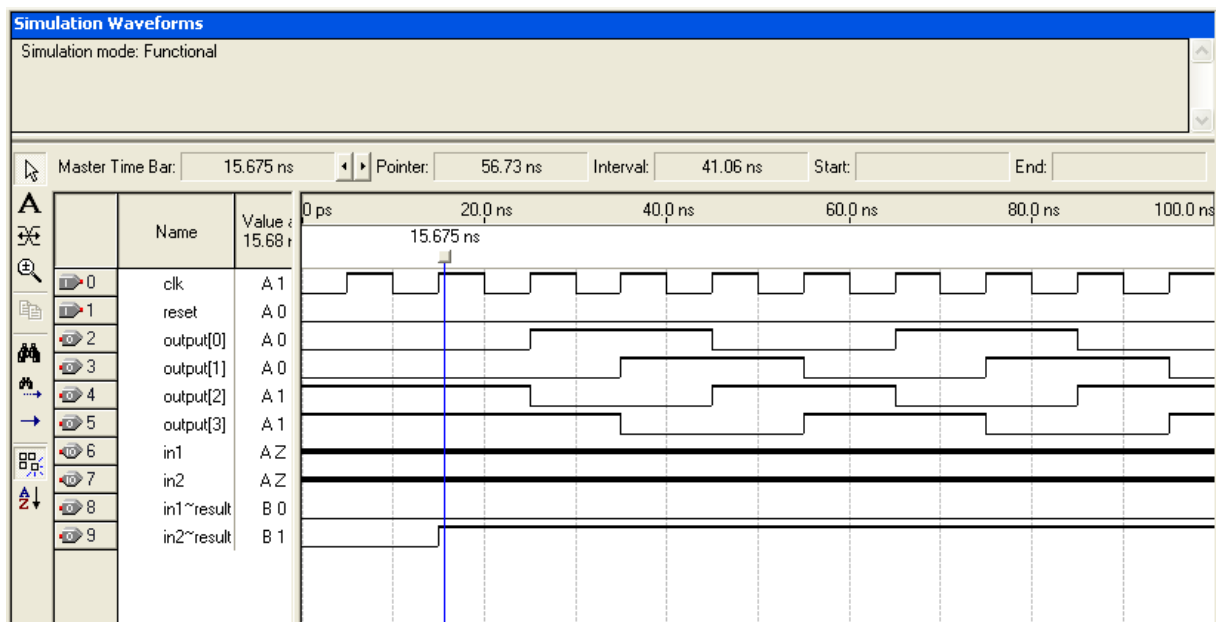 Simulation Waveforms
Simulation mode: Functional
Master Time Bar: 15.675 ns Pointer: 56.73 ns Interval: 41.06 ns Start: End:
Name Value 15.68
0 ps 20.0 ns 40.0 ns 60.0 ns 80.0 ns 100.0 ns
15.675 ns
0 clk A 1
1 reset A 0
2 output[0] A 0
3 output[1] A 0
4 output[2] A 1
5 output[3] A 1
6 in1 A Z
7 in2 A Z
8 in1~result B 0
9 in2~result B 1